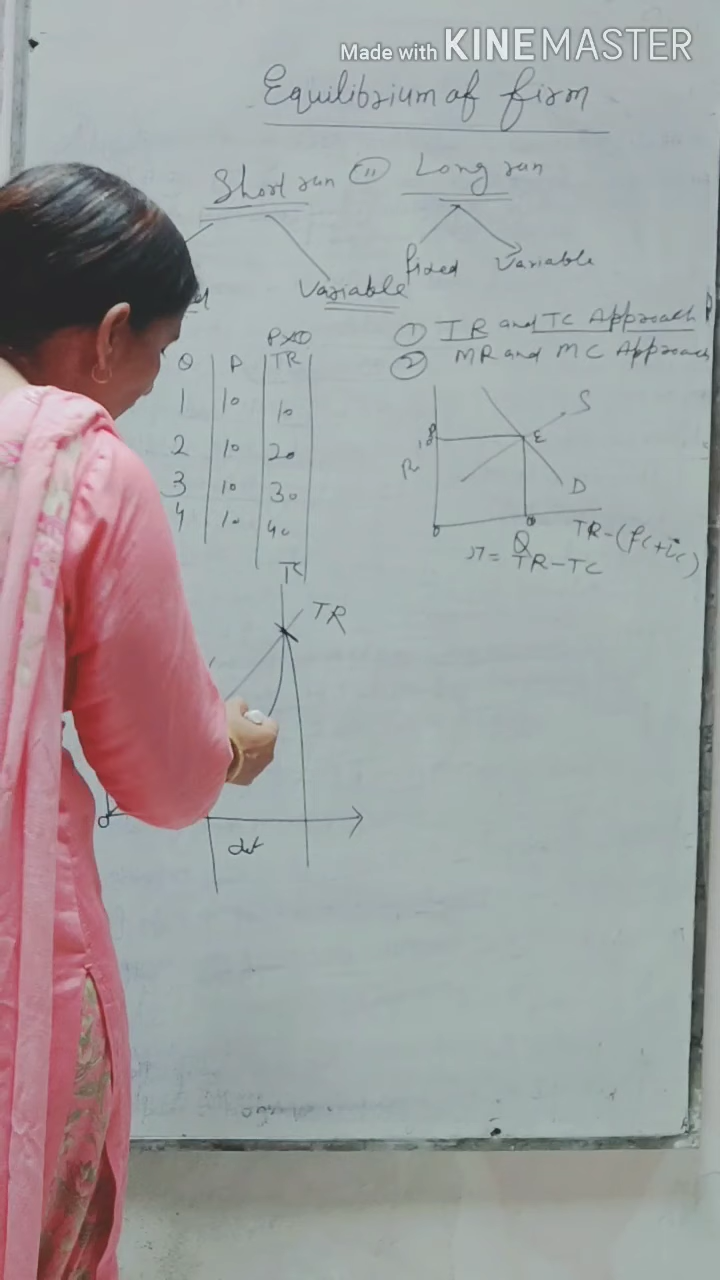 Made with KINEMASTER
Equilibrium of firm
Short run (ii) Long run
Variable fixed Variable
① TR and TC Approach
② MR and MC Approach
PXQ
Q P TR
1 10 10
2 10 20
3 10 30
4 10 40
S
E
D
Q
TR-(
π = TR-TC
TC
TR
O